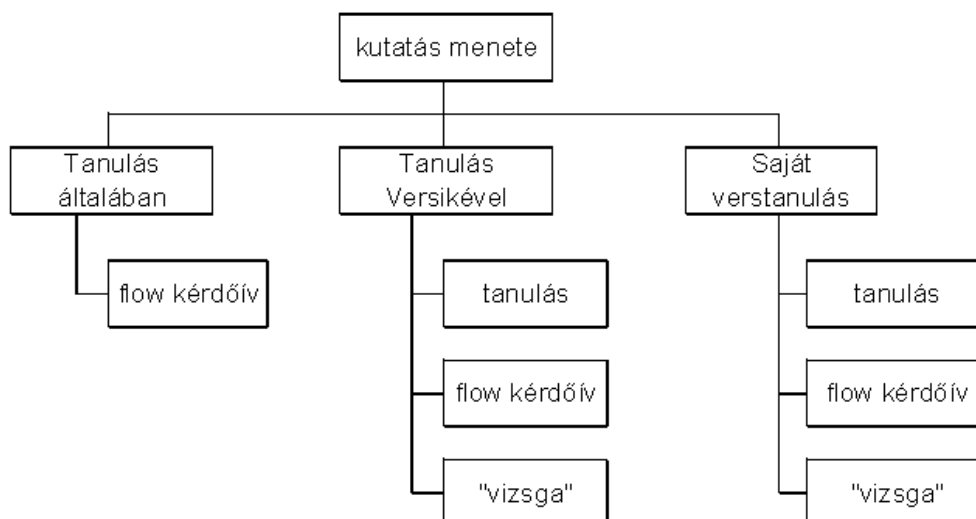 kutatás menete
Tanulás
általában
flow kérdőív
Tanulás
Versikével
tanulás
flow kérdőív
"vizsga"
Saját
verstanulás
tanulás
flow kérdőív
"vizsga"